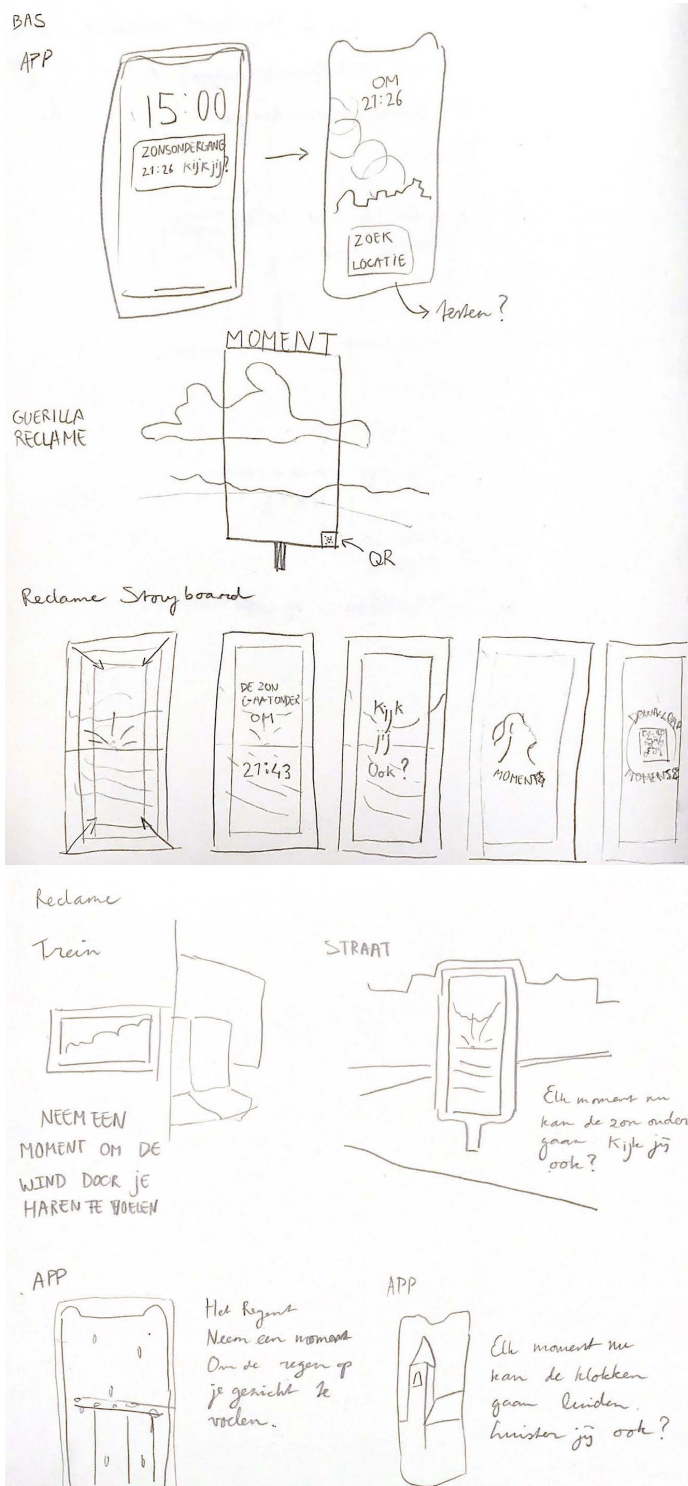 BAS
APP
15:00
ZONSONDERGANG
21:26 Kijk jij?
OM
21:26
ZOEK
LOCATIE
testen?
MOMENT
GUERILLA
RECLAME
QR
Reclame Storyboard
DE ZON
GAAT ONDER
OM
21:43
Kijk
jij
Ook?
DOWNLOAD
Reclame
Trein
STRAAT
NEEM EEN
MOMENT OM DE
WIND DOOR jE
HAREN TE VOELEN
Elk moment nu
kan de zon onder
gaan Kijk jij
ook?
APP
Het Regent
Neem een moment
Om de regen op
je gezicht te
voelen.
APP
Elk moment nu
kan de klokken
gaan luiden.
Luister jij ook?